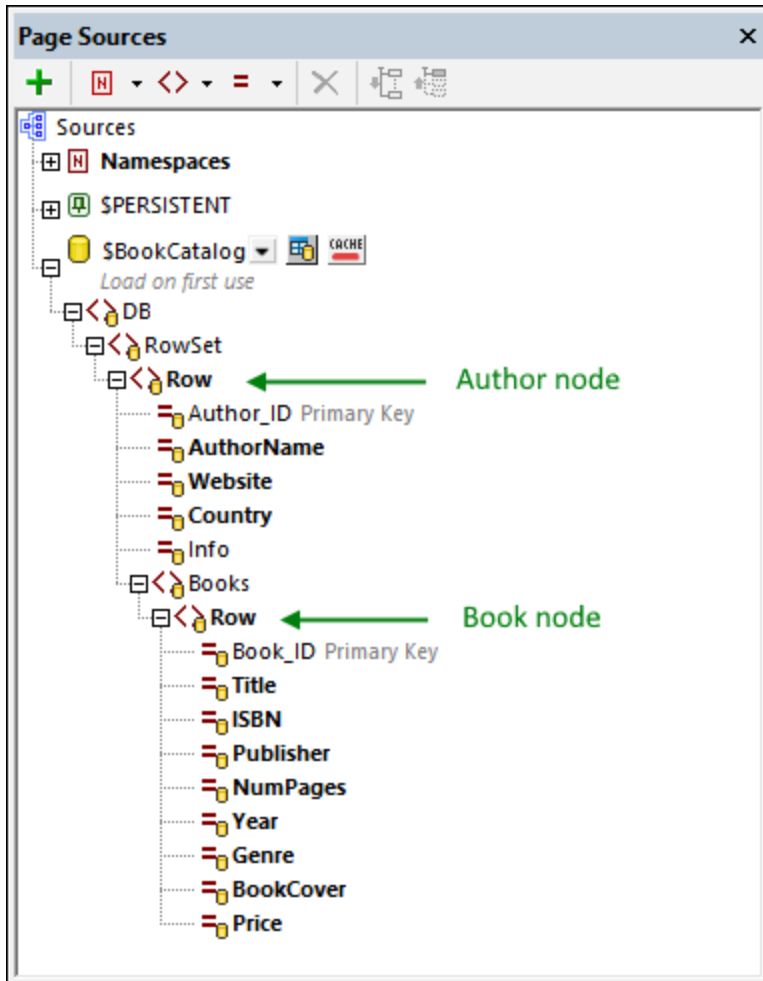 Page Sources
N
Sources
N Namespaces
$PERSISTENT
$BookCatalog CACHE
Load on first use
DB
RowSet
Row Author node
Author_ID Primary Key
AuthorName
Website
Country
Info
Books
Row Book node
Book_ID Primary Key
Title
ISBN
Publisher
NumPages
Year
Genre
BookCover
Price